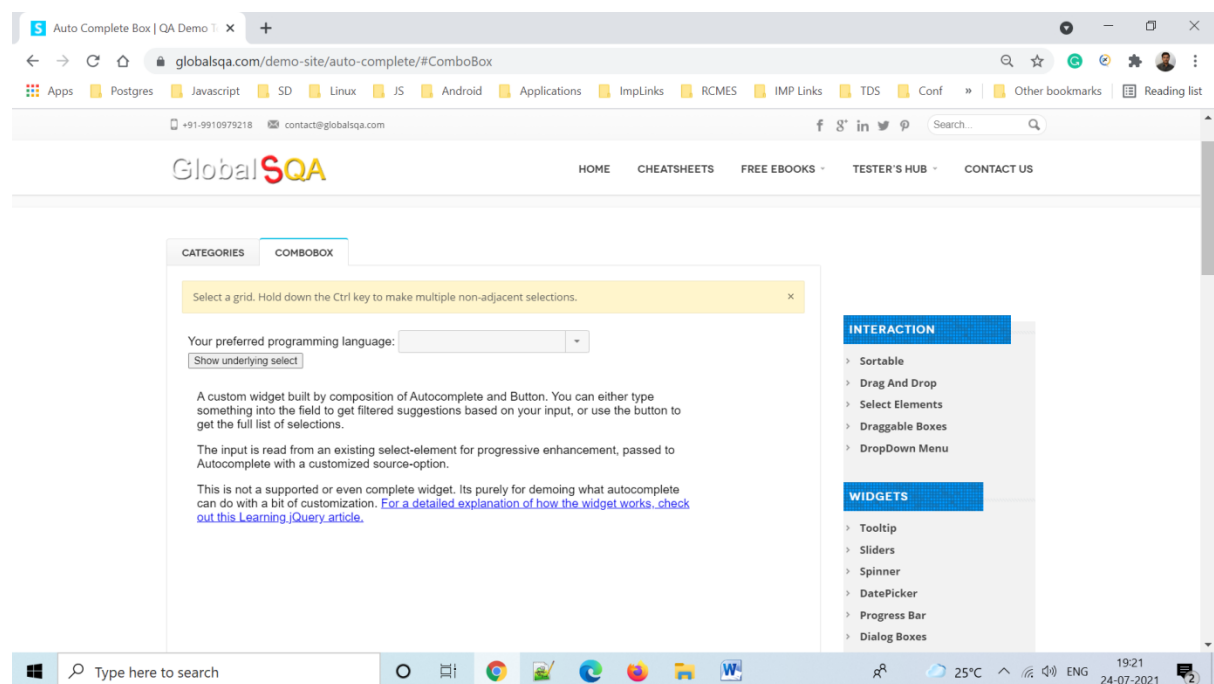 S Auto Complete Box | QA Demo T
globalsqa.com/demo-site/auto-complete/#ComboBox
Apps Postgres Javascript SD Linux JS Android Applications ImpLinks RCMES IMP Links TDS Conf » Other bookmarks Reading list
+91-9910979218 contact@globalsqa.com Search...
GlobalSQA HOME CHEATSHEETS FREE EBOOKS TESTER'S HUB CONTACT US
CATEGORIES COMBOBOX
Select a grid. Hold down the Ctrl key to make multiple non-adjacent selections. ×
Your preferred programming language:
Show underlying select
A custom widget built by composition of Autocomplete and Button. You can either type
something into the field to get filtered suggestions based on your input, or use the button to
get the full list of selections.
The input is read from an existing select-element for progressive enhancement, passed to
Autocomplete with a customized source-option.
This is not a supported or even complete widget. Its purely for demoing what autocomplete
can do with a bit of customization. For a detailed explanation of how the widget works, check
out this Learning jQuery article.
INTERACTION
Sortable
Drag And Drop
Select Elements
Draggable Boxes
DropDown Menu
WIDGETS
Tooltip
Sliders
Spinner
DatePicker
Progress Bar
Dialog Boxes
Type here to search 25°C ENG 19:21
24-07-2021 2